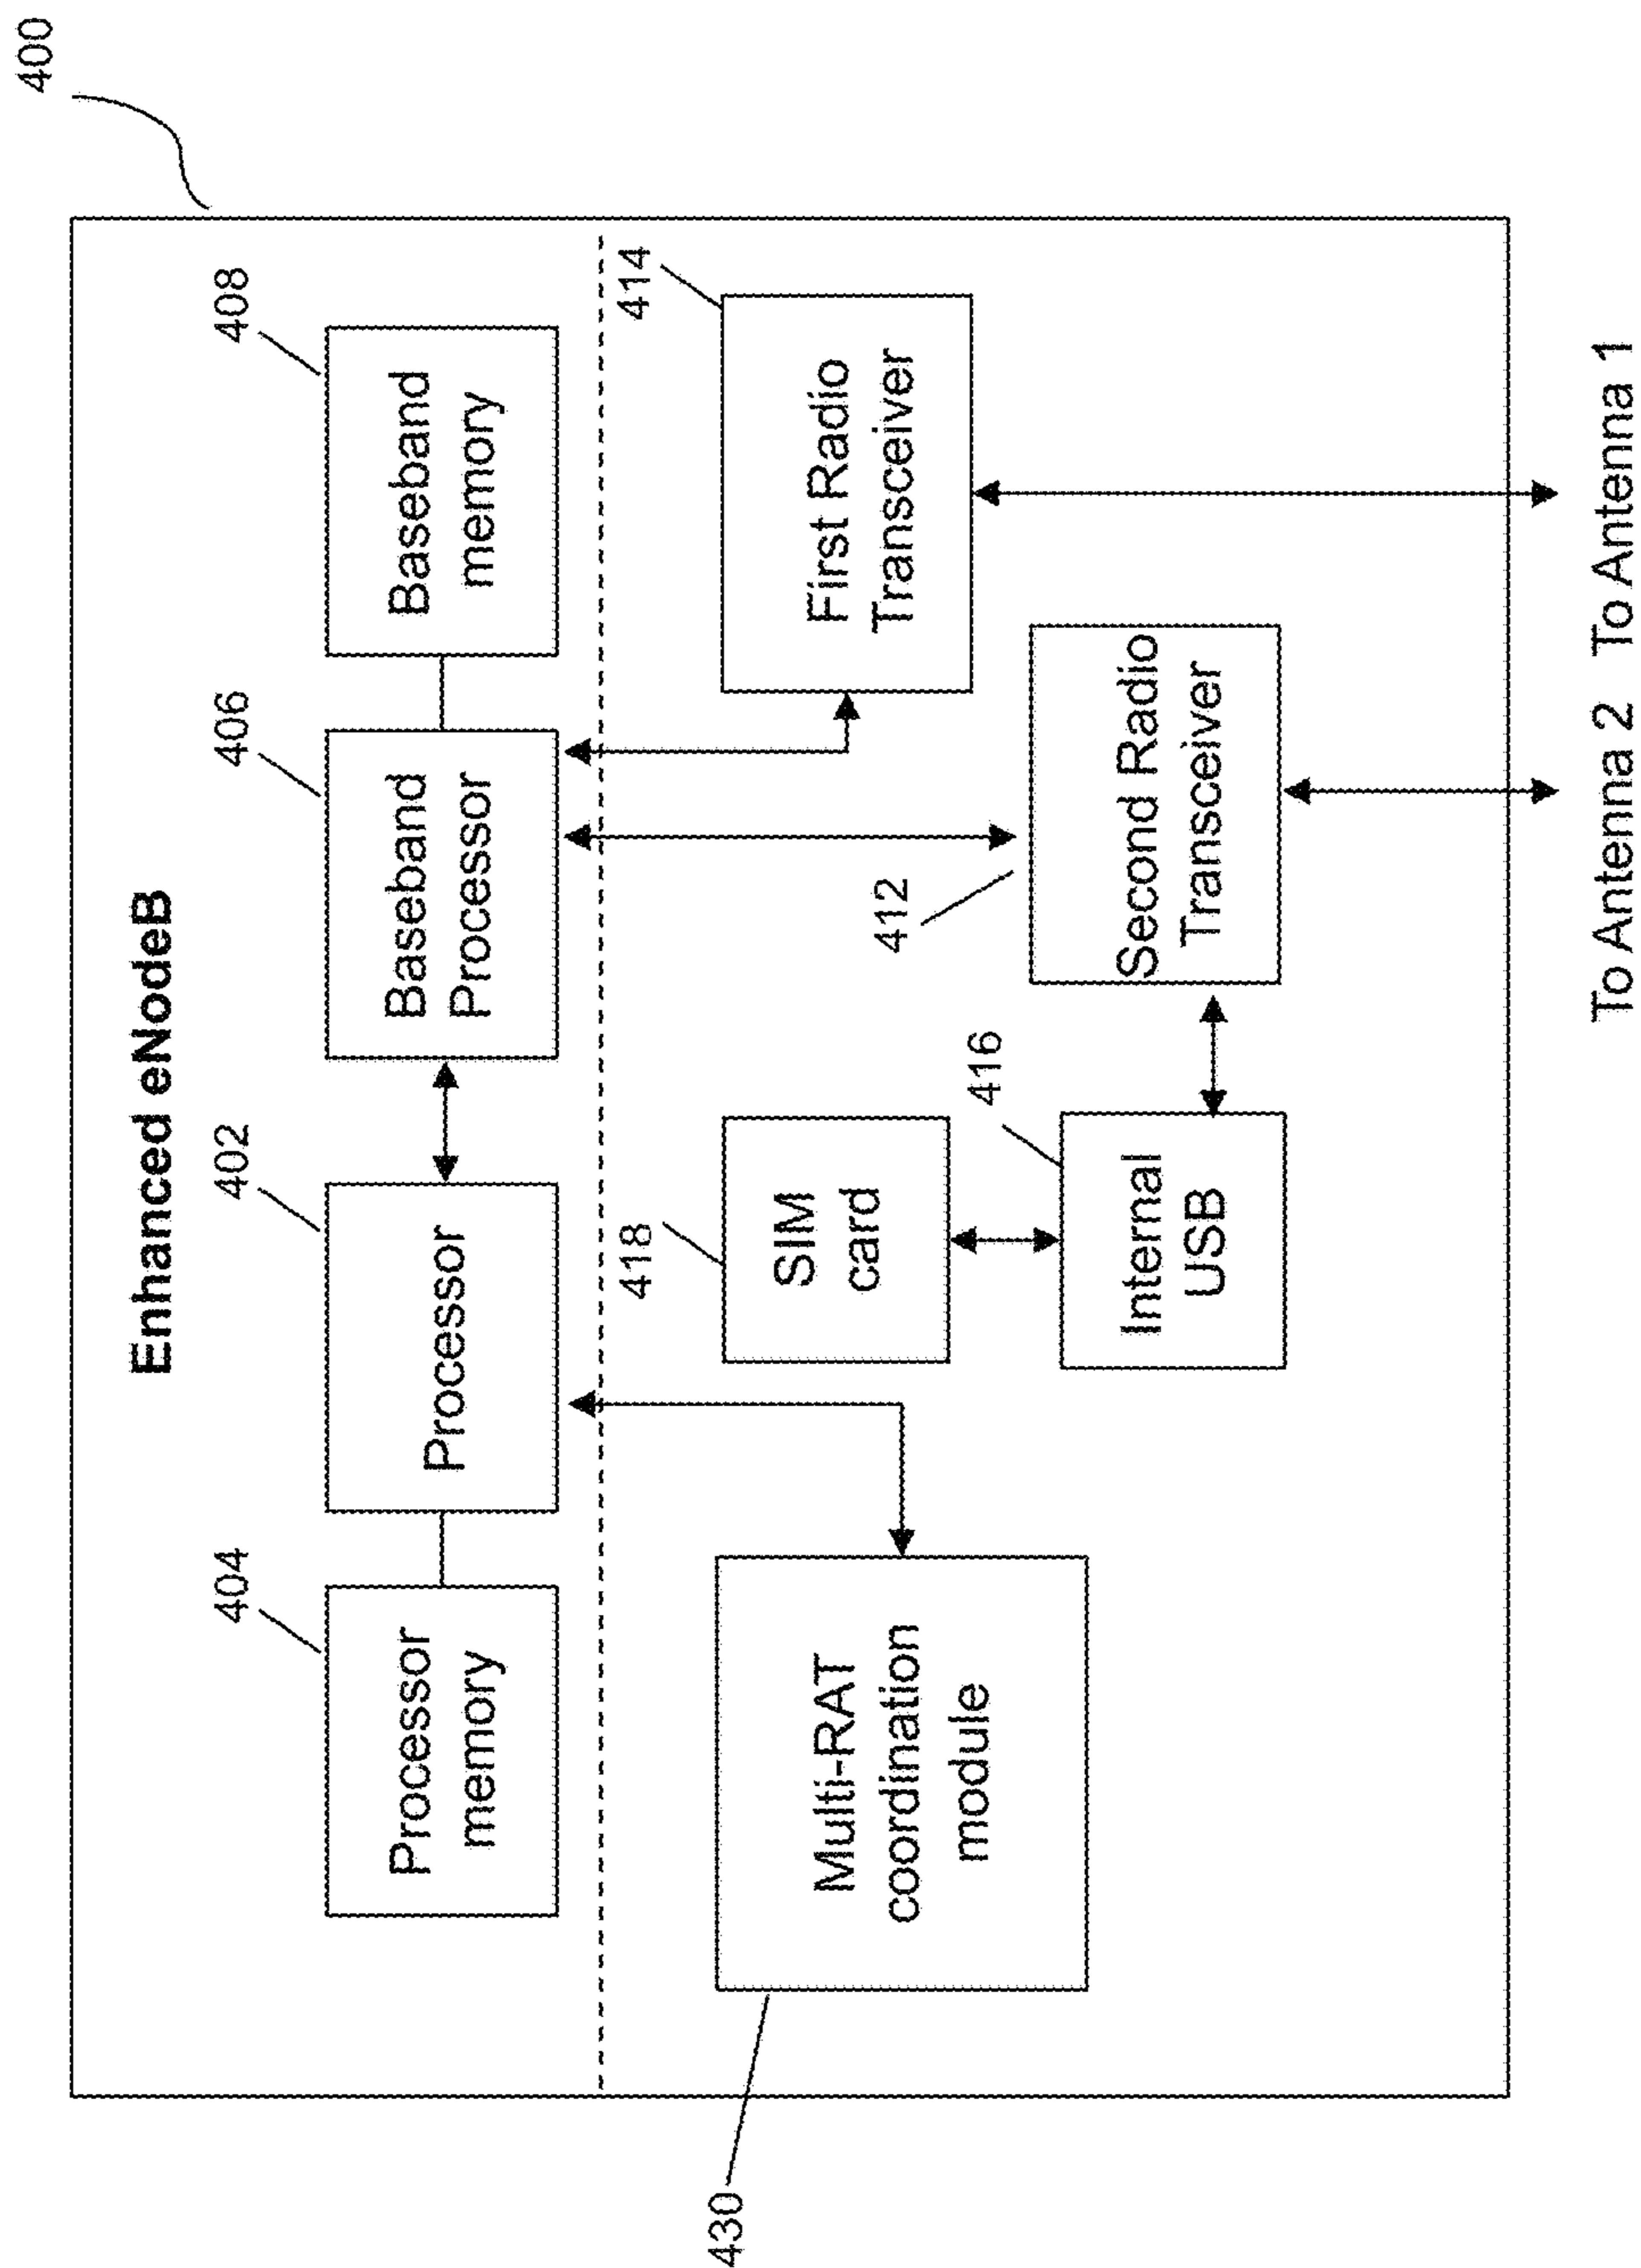 400
Enhanced eNodeB
404
402
406
408
Processor
memory
Processor
Baseband
Processor
Baseband
memory
430
418
416
412
414
Multi-RAT
coordination
module
SIM
card
First Radio
Transceiver
Internal
USB
Second Radio
Transceiver
To Antenna 2
To Antenna 1